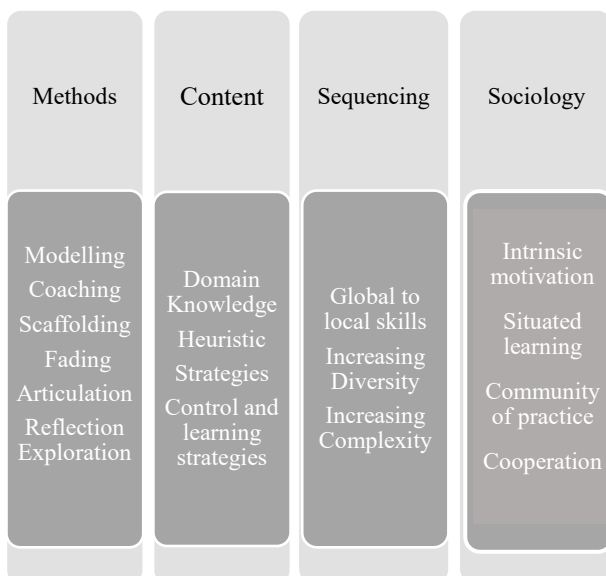 Methods
Modelling
Coaching
Scaffolding
Fading
Articulation
Reflection
Exploration
Content
Domain
Knowledge
Heuristic
Strategies
Control and
learning
strategies
Sequencing
Global to
local skills
Increasing
Diversity
Increasing
Complexity
Sociology
Intrinsic
motivation
Situated
learning
Community
of practice
Cooperation